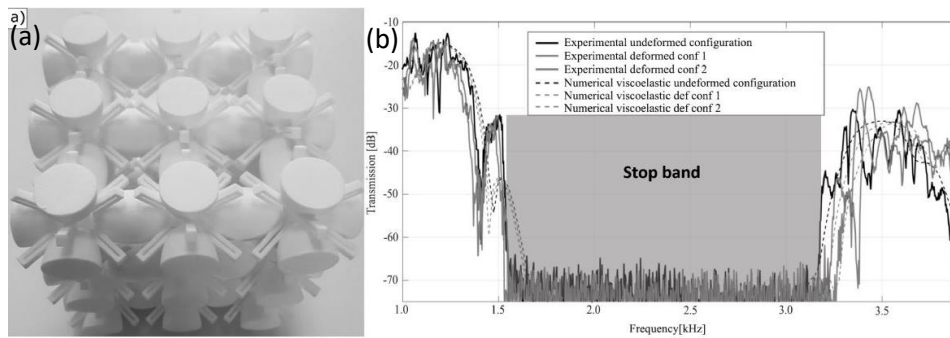 a)
(a)
(b)
-10
-20
-30
-40
-50
-60
-70
Transmission [dB]
Experimental undeformed configuration
Experimental deformed conf 1
Experimental deformed conf 2
Numerical viscoelastic undeformed configuration
Numerical viscoelastic def conf 1
Numerical viscoelastic def conf 2
Stop band
1.0 1.5 2.0 2.5 3.0 3.5
Frequency[kHz]